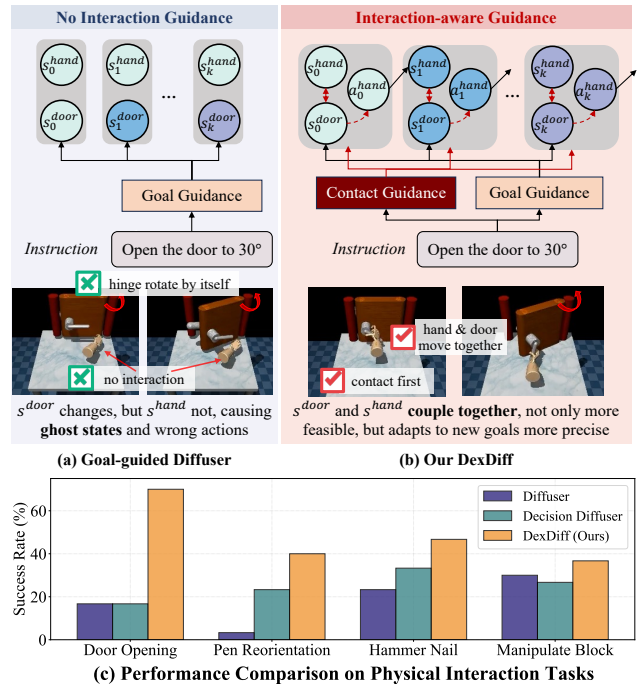 No Interaction Guidance
s_0^hand s_1^hand s_k^hand
...
s_0^door s_1^door s_k^door
Goal Guidance
Instruction Open the door to 30°
hinge rotate by itself
no interaction
s^door changes, but s^hand not, causing
ghost states and wrong actions
(a) Goal-guided Diffuser
Interaction-aware Guidance
s_0^hand s_1^hand s_k^hand
a_0^hand a_1^hand ... a_k^hand
s_0^door s_1^door s_k^door
Contact Guidance Goal Guidance
Instruction Open the door to 30°
hand & door
move together
contact first
s^door and s^hand couple together, not only more
feasible, but adapts to new goals more precise
(b) Our DexDiff
Success Rate (%)
60
40
20
0
Diffuser
Decision Diffuser
DexDiff (Ours)
Door Opening Pen Reorientation Hammer Nail Manipulate Block
(c) Performance Comparison on Physical Interaction Tasks